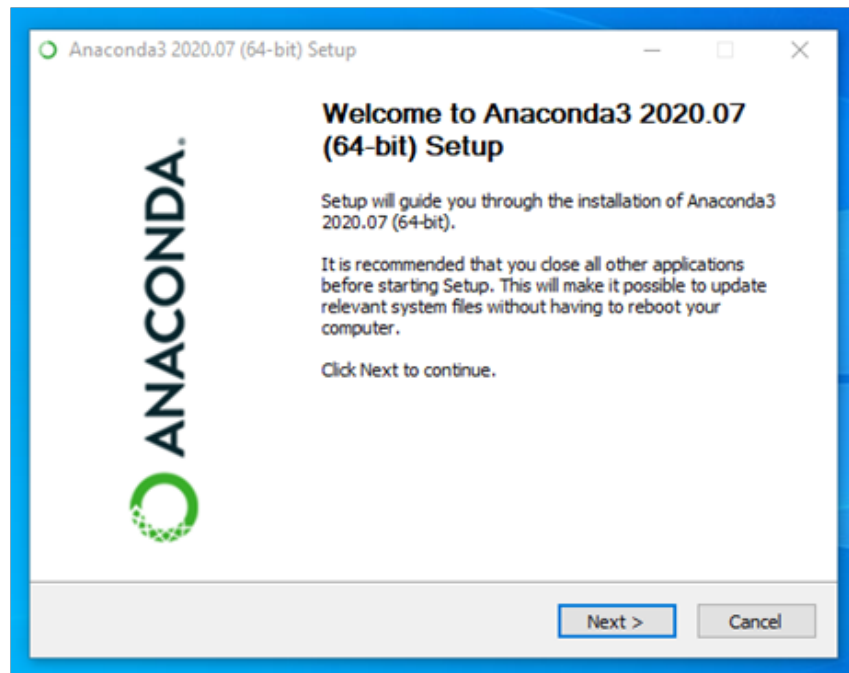 Anaconda3 2020.07 (64-bit) Setup
ANACONDA.
Welcome to Anaconda3 2020.07
(64-bit) Setup
Setup will guide you through the installation of Anaconda3
2020.07 (64-bit).
It is recommended that you close all other applications
before starting Setup. This will make it possible to update
relevant system files without having to reboot your
computer.
Click Next to continue.
Next >
Cancel